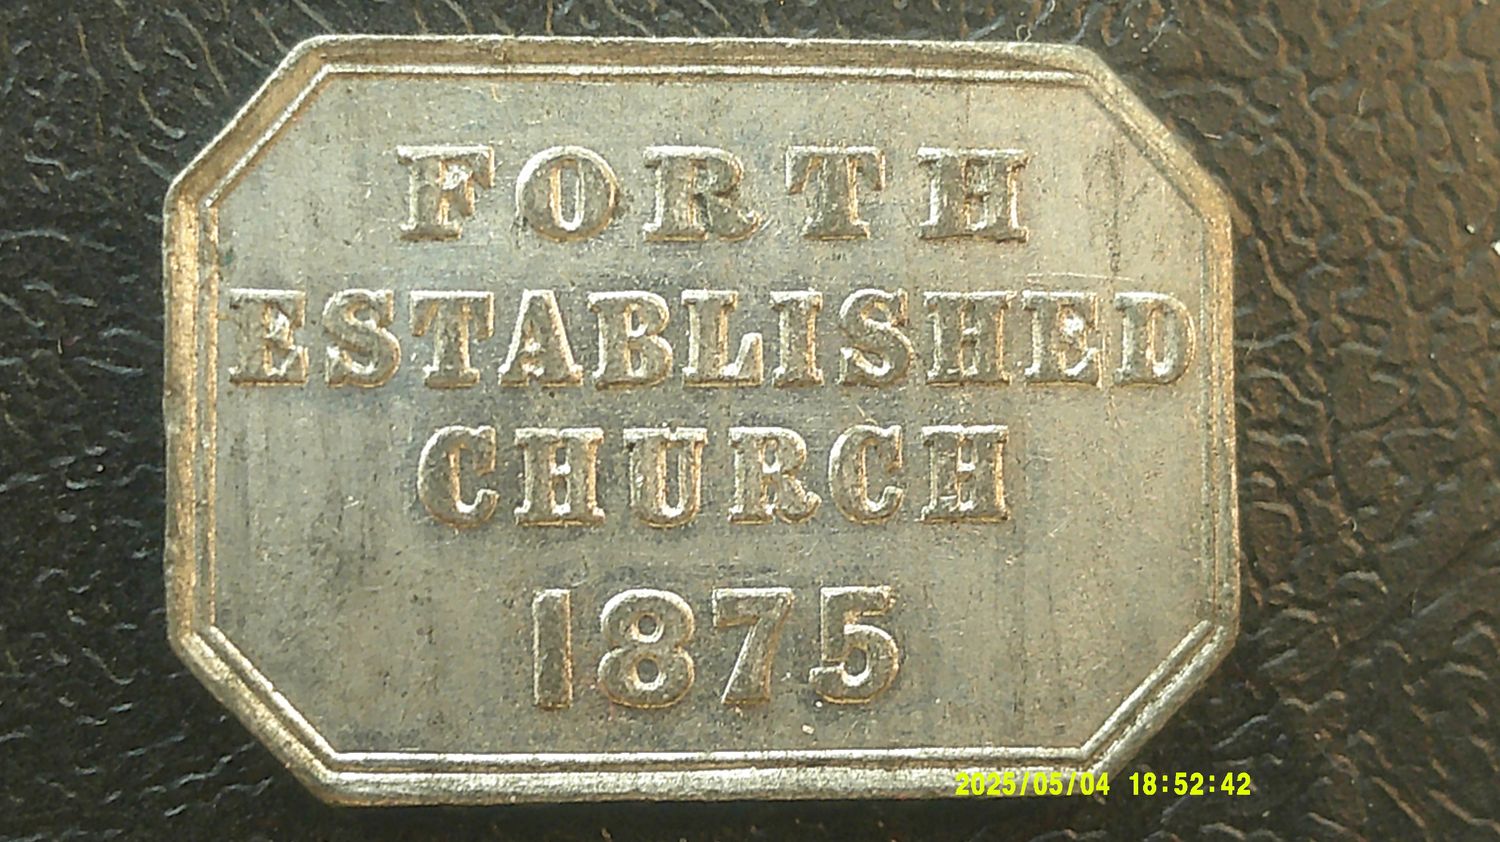 FORTH
ESTABLISHED
CHURCH
1875
2025/05/04 18:52:42